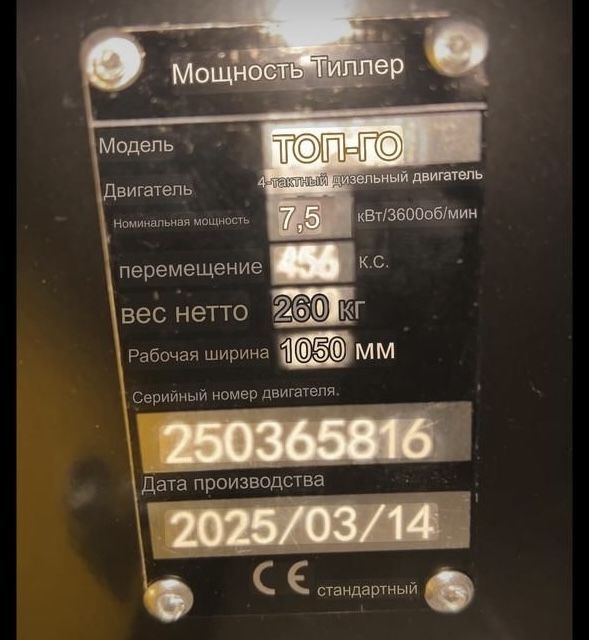 Мощность Тиллер
Модель ТОП-ГО
Двигатель 4-тактный дизельный двигатель
Номинальная мощность 7,5 кВт/3600об/мин
перемещение 456 К.С.
вес нетто 260 кг
Рабочая ширина 1050 мм
Серийный номер двигателя.
250365816
Дата производства
2025/03/14
CE стандартный